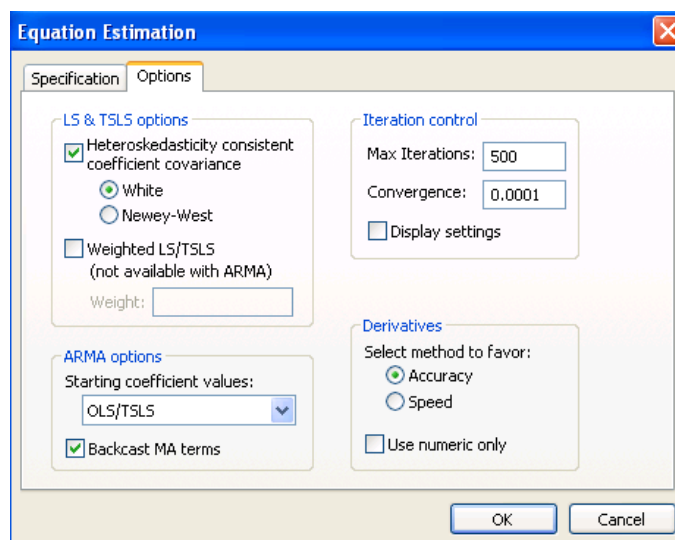 Equation Estimation
Specification
Options
LS & TSLS options
Heteroskedasticity consistent
coefficient covariance
White
Newey-West
Weighted LS/TSLS
(not available with ARMA)
Weight:
ARMA options
Starting coefficient values:
OLS/TSLS
Backcast MA terms
Iteration control
Max Iterations: 500
Convergence: 0.0001
Display settings
Derivatives
Select method to favor:
Accuracy
Speed
Use numeric only
OK
Cancel